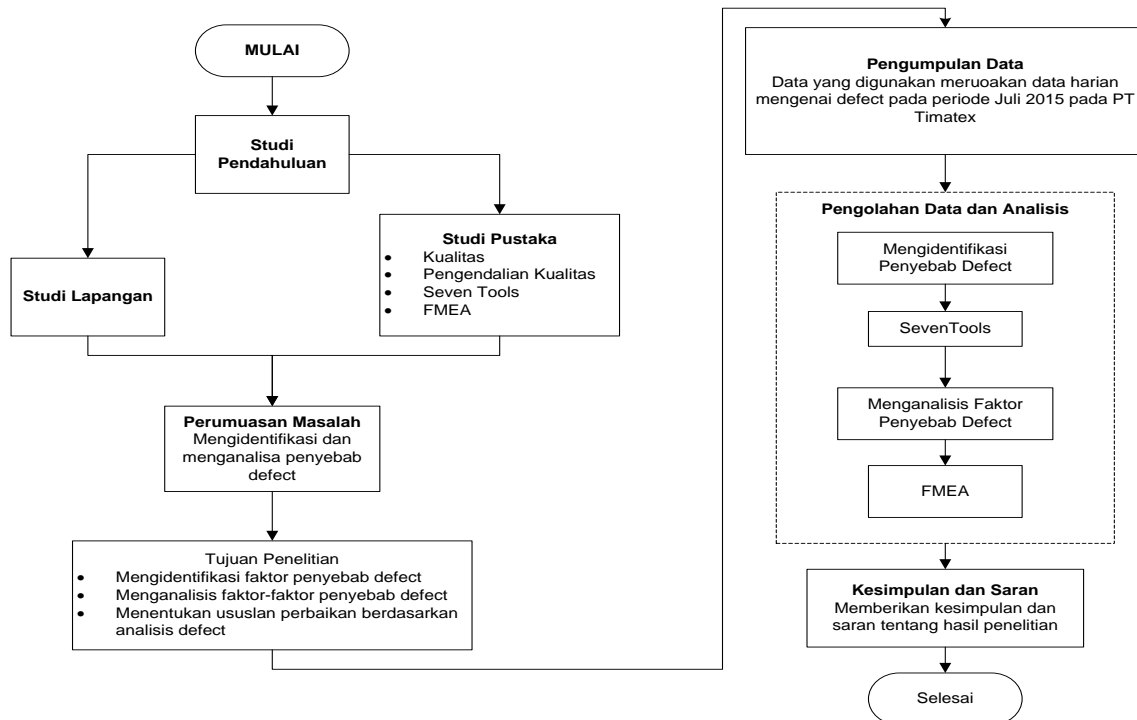 MULAI
Studi
Pendahuluan
Studi Lapangan
Studi Pustaka
• Kualitas
• Pengendalian Kualitas
• Seven Tools
• FMEA
Perumuasan Masalah
Mengidentifikasi dan
menganalisa penyebab
defect
Tujuan Penelitian
• Mengidentifikasi faktor penyebab defect
• Menganalisis faktor-faktor penyebab defect
• Menentukan ususlan perbaikan berdasarkan
analisis defect
Pengumpulan Data
Data yang digunakan meruoakan data harian
mengenai defect pada periode Juli 2015 pada PT
Timatex
Pengolahan Data dan Analisis
Mengidentifikasi
Penyebab Defect
SevenTools
Menganalisis Faktor
Penyebab Defect
FMEA
Kesimpulan dan Saran
Memberikan kesimpulan dan
saran tentang hasil penelitian
Selesai